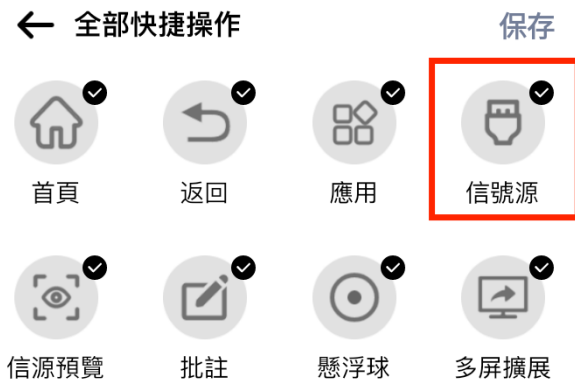 全部快捷操作 保存
首頁 返回 應用 信號源
信源預覽 批註 懸浮球 多屏擴展